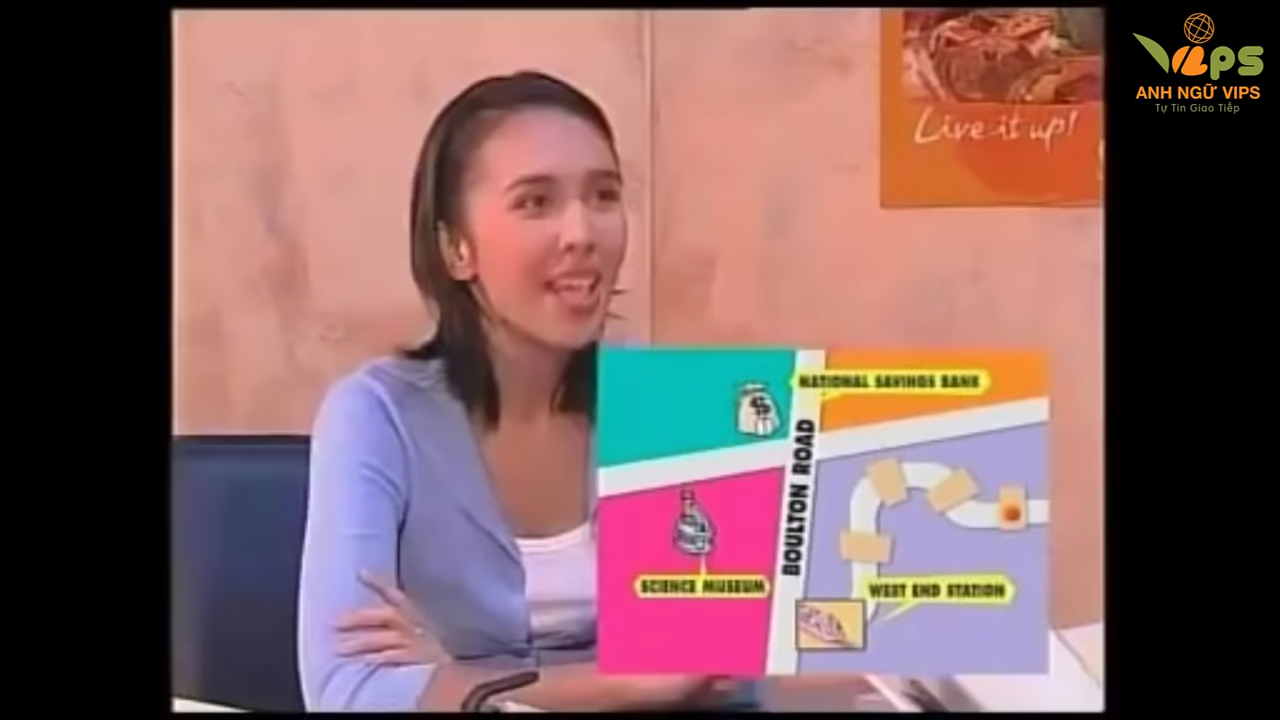 VIPS
ANH NGỮ VIPS
Tự Tin Giao Tiếp
Live it up!
NATIONAL SAVINGS BANK
BOULTON ROAD
SCIENCE MUSEUM
WEST END STATION